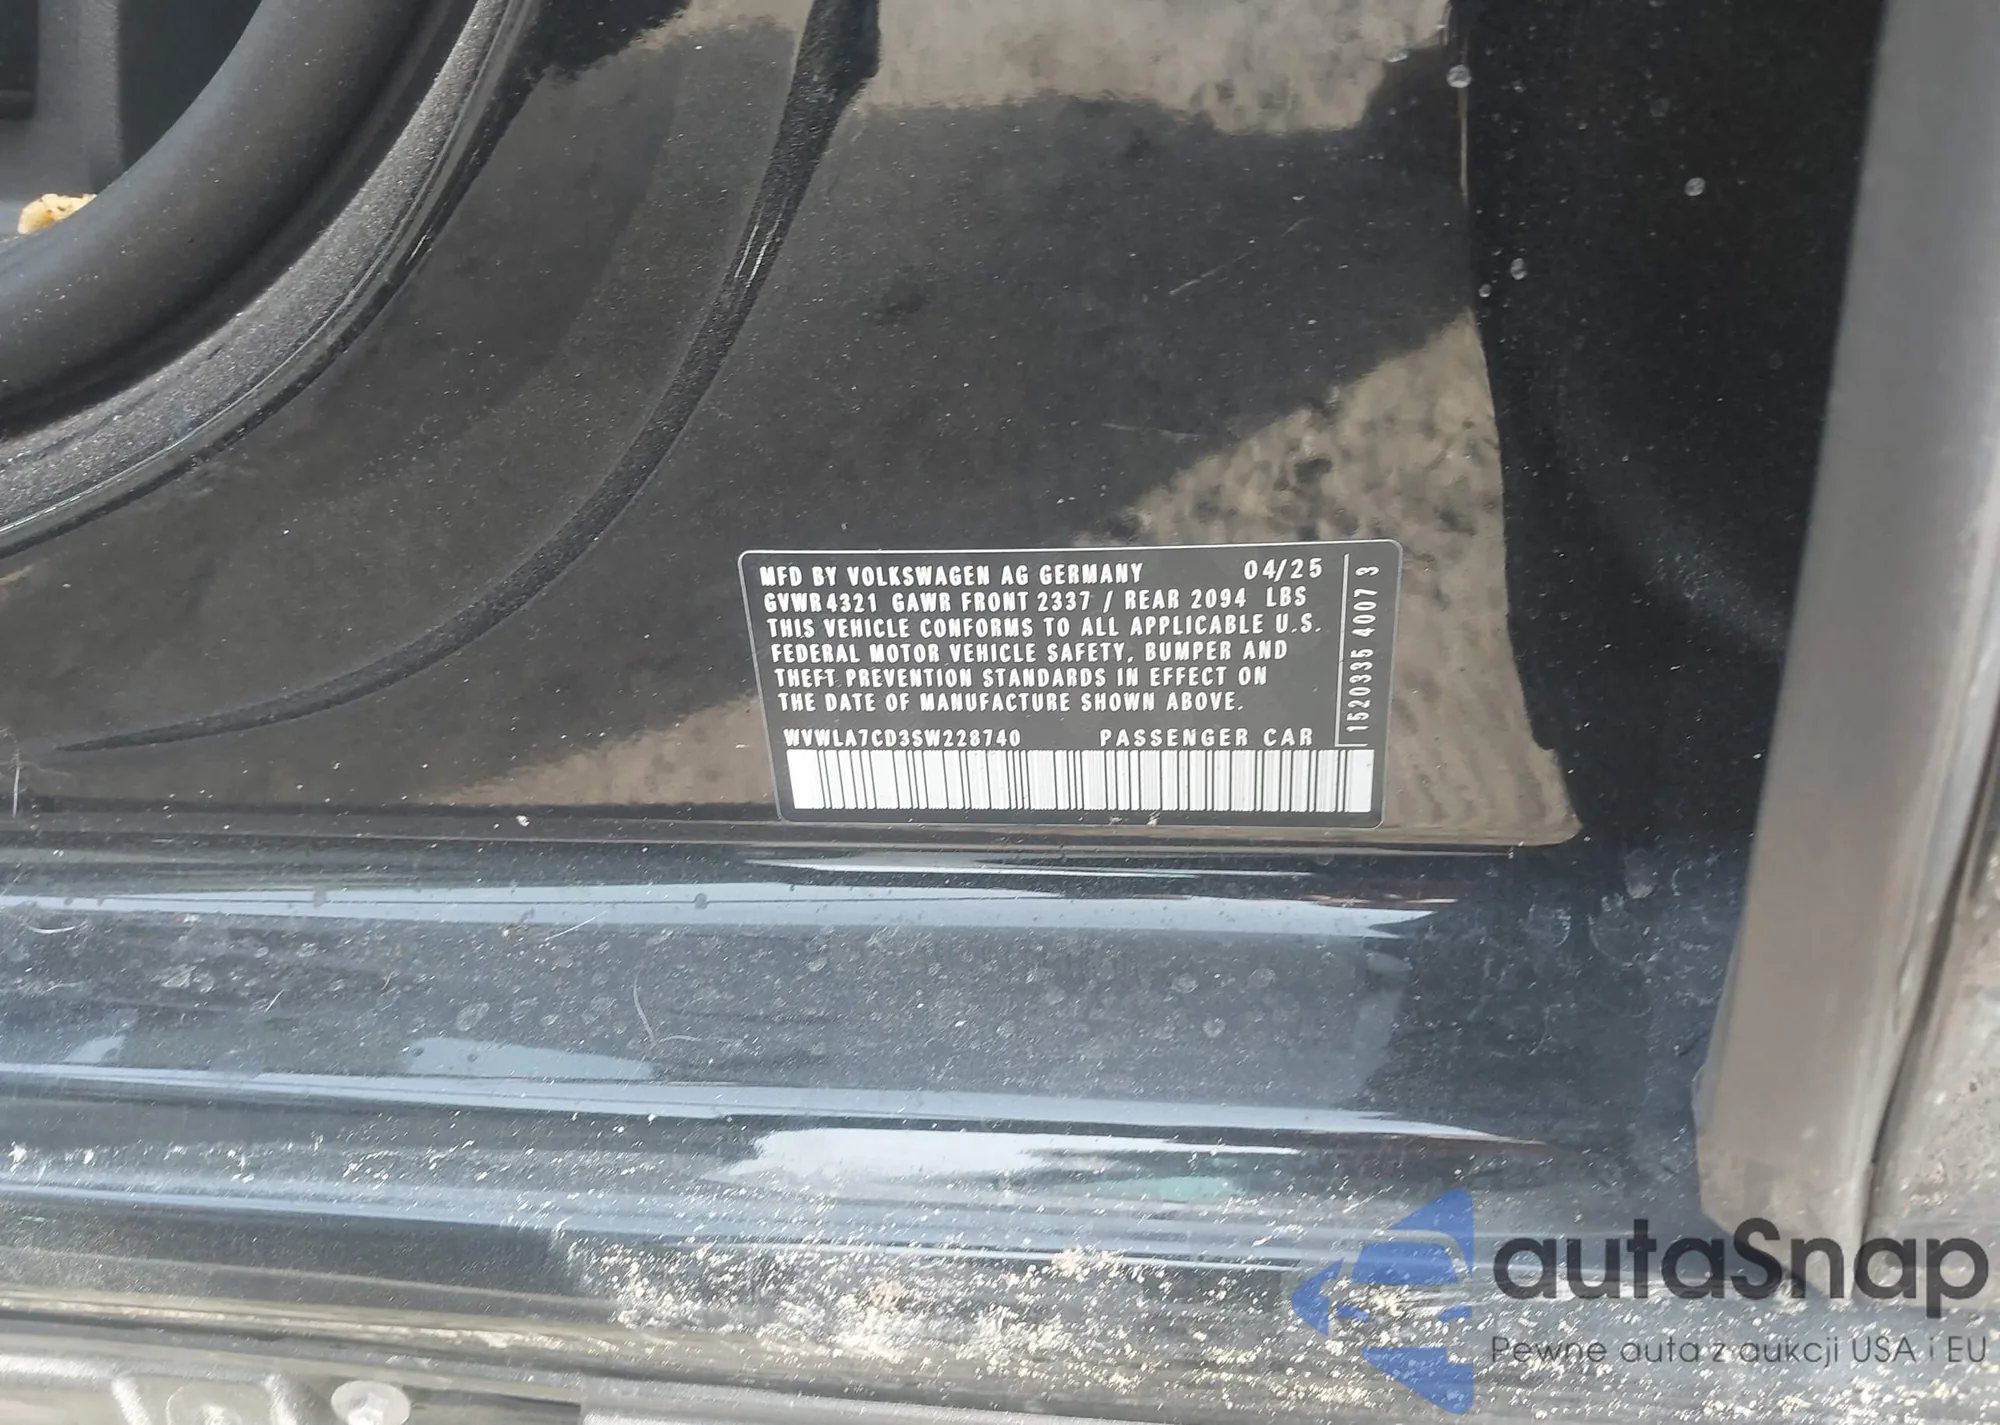 MFD BY VOLKSWAGEN AG GERMANY 04/25
GVWR 4321 GAWR FRONT 2337 / REAR 2094 LBS
THIS VEHICLE CONFORMS TO ALL APPLICABLE U.S.
FEDERAL MOTOR VEHICLE SAFETY, BUMPER AND
THEFT PREVENTION STANDARDS IN EFFECT ON
THE DATE OF MANUFACTURE SHOWN ABOVE.
WVWLA7CD3SW228740 PASSENGER CAR
1520335 4007 3
autaSnap
Pewne auta z aukcji USA i EU